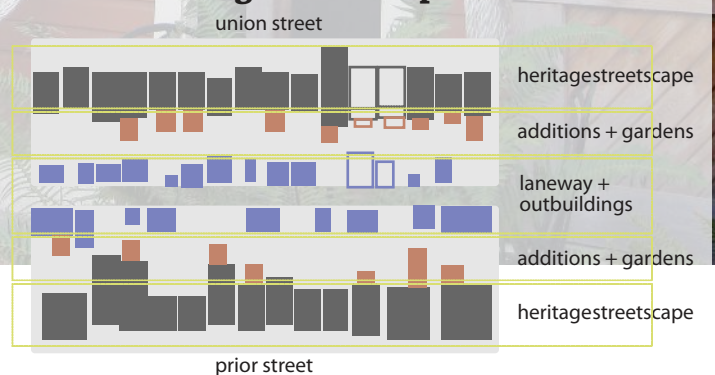 union street
heritagestreetscape
additions + gardens
laneway +
outbuildings
additions + gardens
heritagestreetscape
prior street